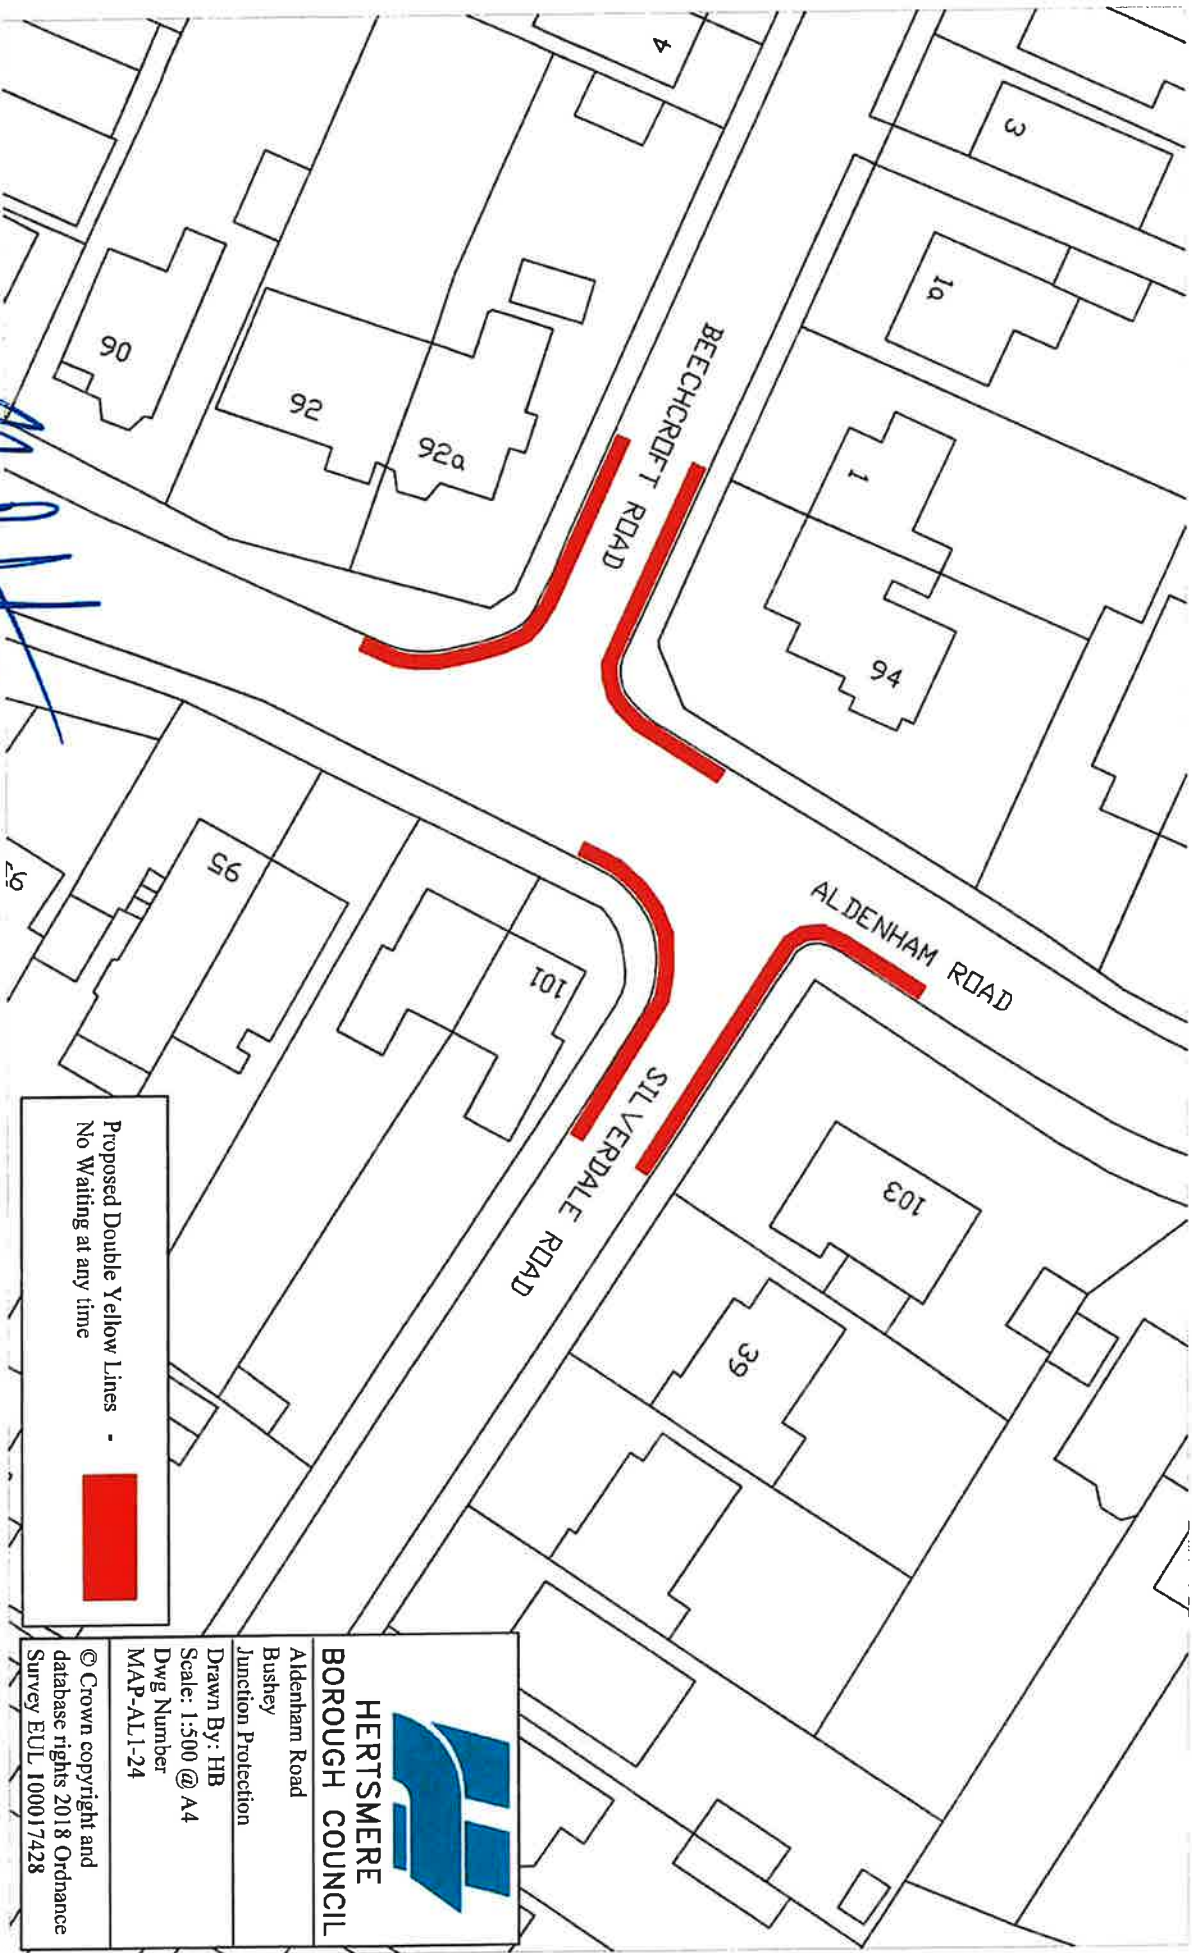 4
3
1a
BEECHCROFT ROAD
1
90
92
92a
94
ALDENHAM ROAD
95
101
SILVERDALE ROAD
103
39
Proposed Double Yellow Lines -
No Waiting at any time
HERTSMERE
BOROUGH COUNCIL
Aldenham Road
Bushey
Junction Protection
Drawn By: HB
Scale: 1:500 @ A4
Dwg Number
MAP-AL1-24
© Crown copyright and
database rights 2018 Ordnance
Survey EUL 100017428